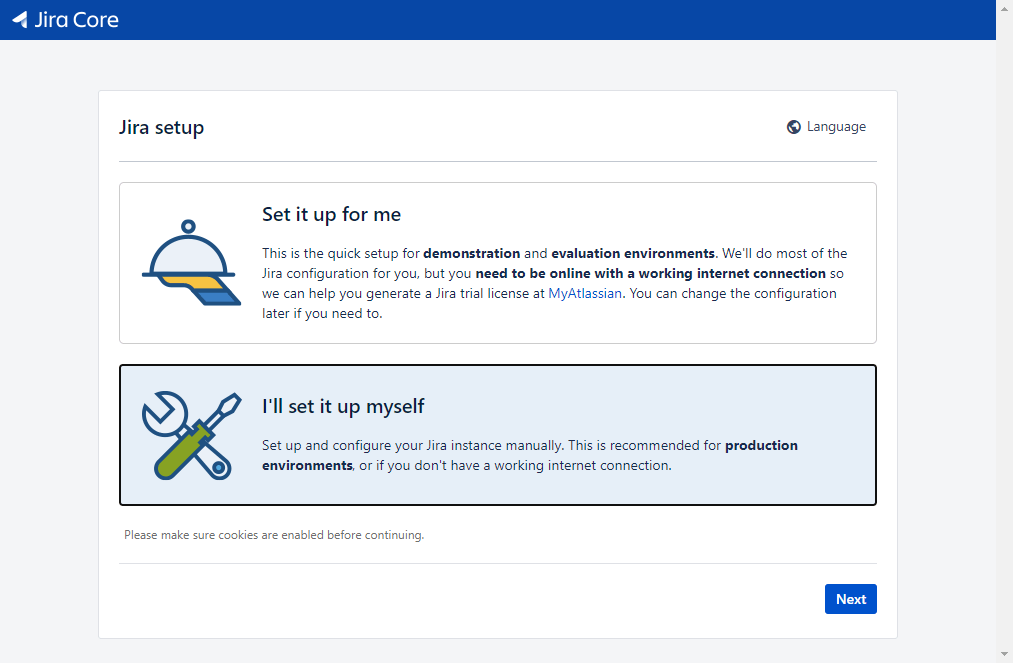 Jira Core
Jira setup
Language
Set it up for me
This is the quick setup for demonstration and evaluation environments. We'll do most of the
Jira configuration for you, but you need to be online with a working internet connection so
we can help you generate a Jira trial license at MyAtlassian. You can change the configuration
later if you need to.
I'll set it up myself
Set up and configure your Jira instance manually. This is recommended for production
environments, or if you don't have a working internet connection.
Please make sure cookies are enabled before continuing.
Next